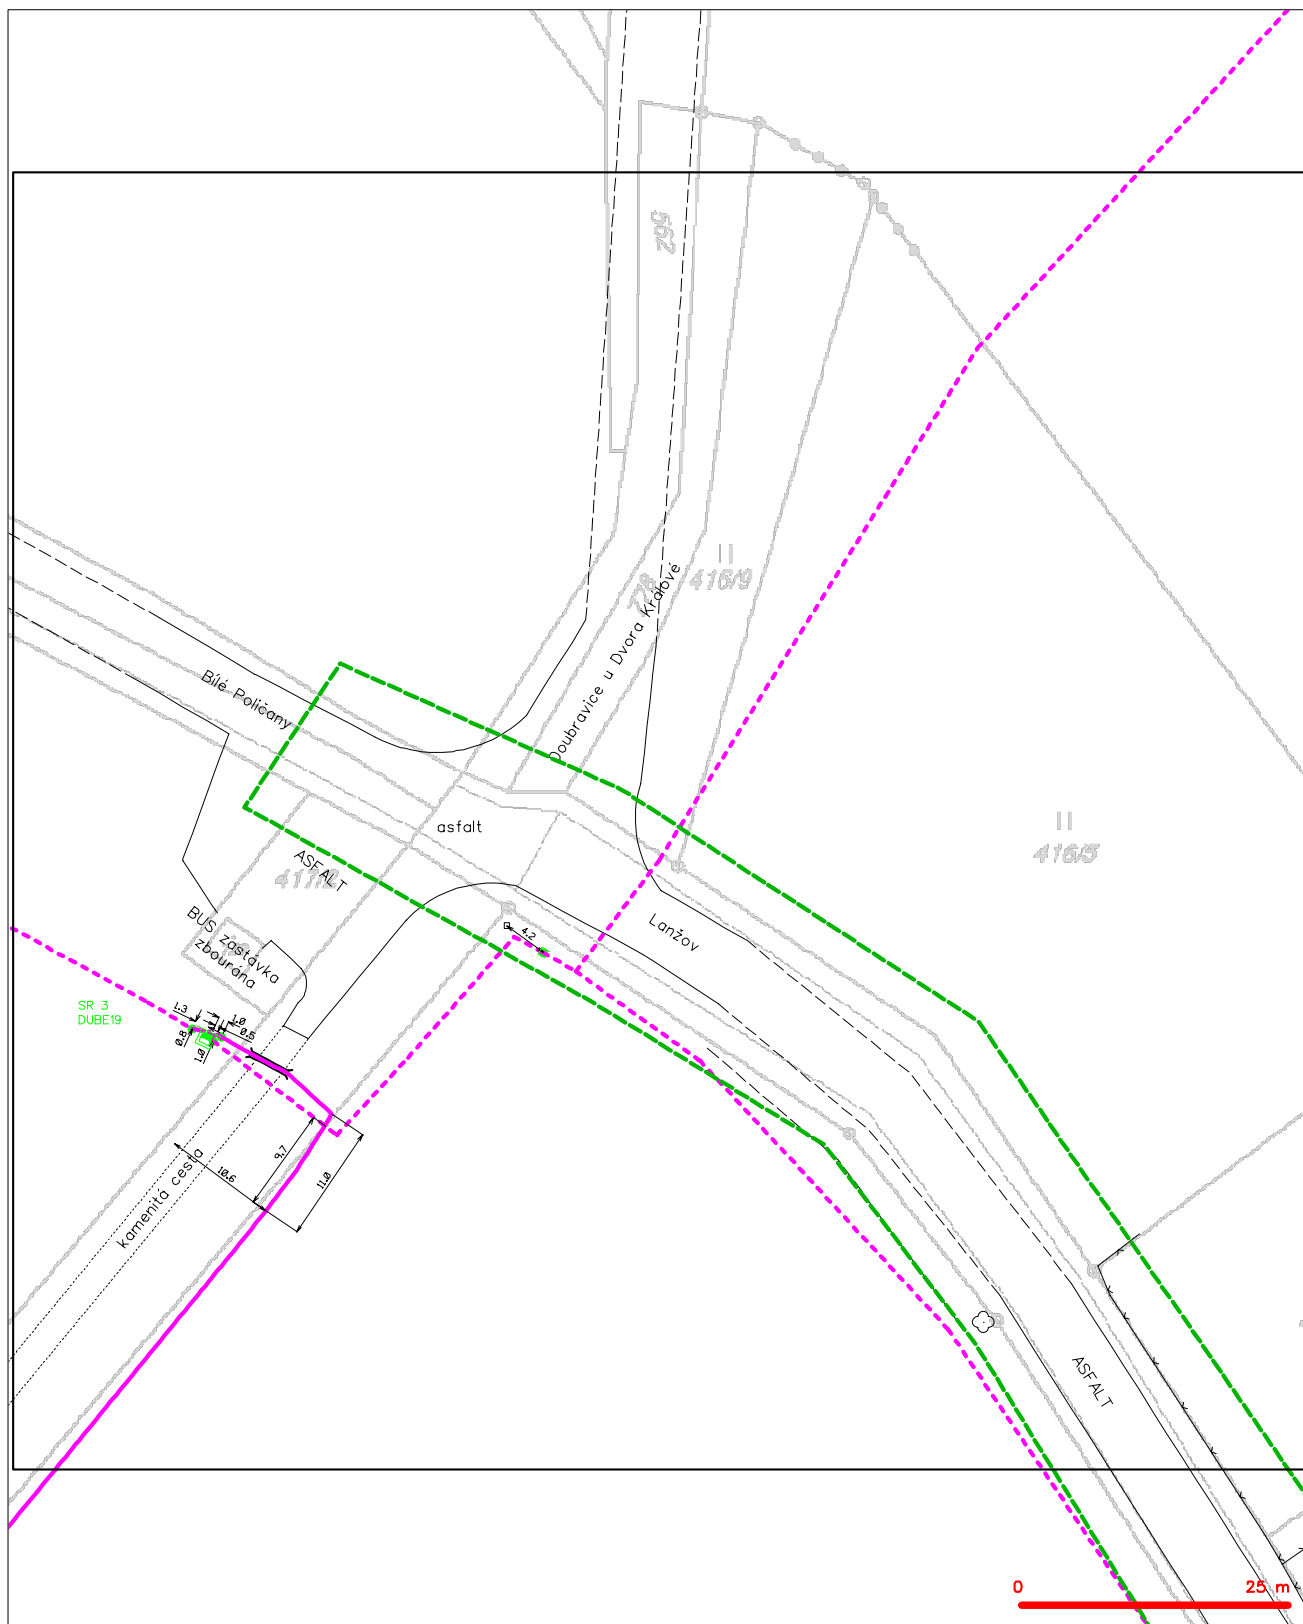 562
II
416/9
778
Doubravice u Dvora Králové
Bílé Poličany
asfalt
II
416/5
ASFALT
Lanžov
BUS zastávka
zbourána
4.2
SR 3
DUBE19
1.3
1.0
0.5
0.8
1.0
9.7
10.6
11.0
kamenitá cesta
ASFALT
0
25 m